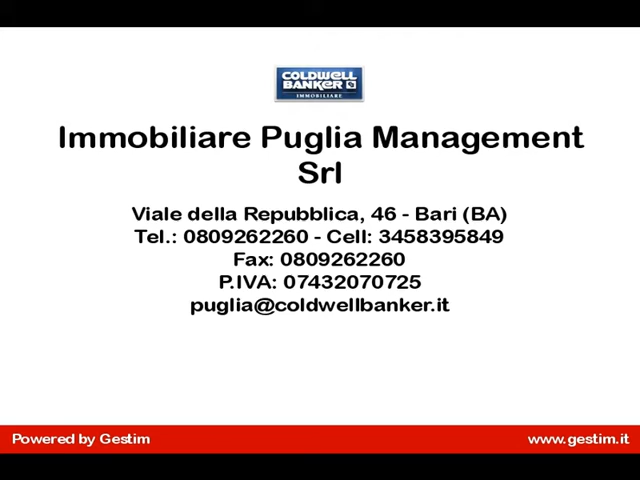 COLDWELL
BANKER CB
IMMOBILIARE
Immobiliare Puglia Management
Srl
Viale della Repubblica, 46 - Bari (BA)
Tel.: 0809262260 - Cell: 3458395849
Fax: 0809262260
P.IVA: 07432070725
puglia@coldwellbanker.it
Powered by Gestim
www.gestim.it